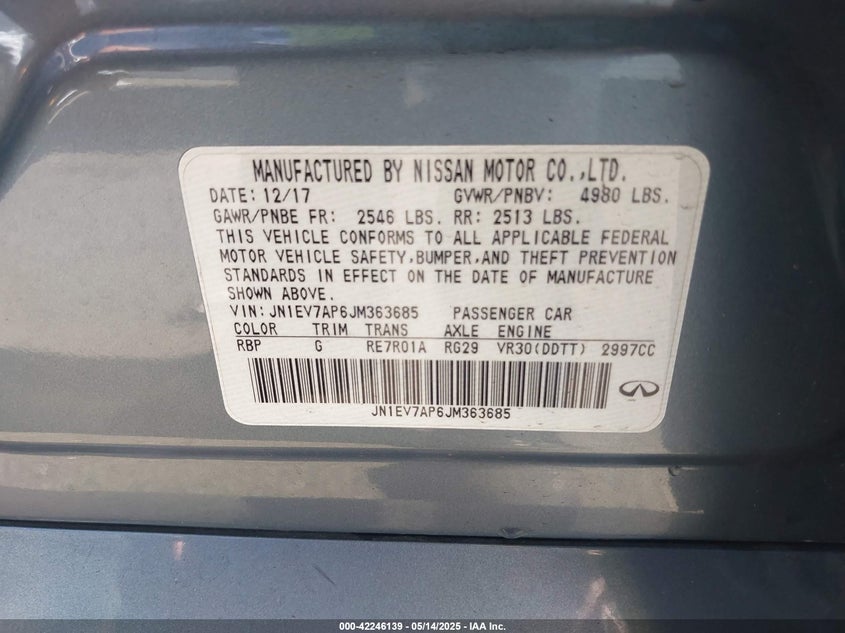 MANUFACTURED BY NISSAN MOTOR CO.,LTD.
DATE: 12/17 GVWR/PNBV: 4980 LBS.
GAWR/PNBE FR: 2546 LBS. RR: 2513 LBS.
THIS VEHICLE CONFORMS TO ALL APPLICABLE FEDERAL
MOTOR VEHICLE SAFETY,BUMPER,AND THEFT PREVENTION
STANDARDS IN EFFECT ON THE DATE OF MANUFACTURE
SHOWN ABOVE.
VIN: JN1EV7AP6JM363685 PASSENGER CAR
COLOR TRIM TRANS AXLE ENGINE
RBP G RE7R01A RG29 VR30(DDTT) 2997CC
JN1EV7AP6JM363685
000-42246139 - 05/14/2025 - IAA Inc.